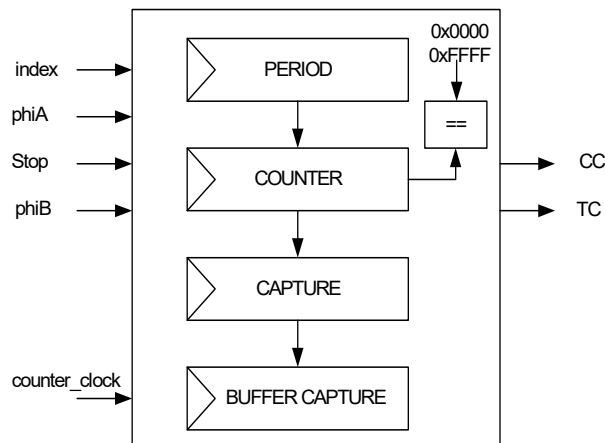 0x0000
0xFFFF
index
PERIOD
phiA
==
Stop
COUNTER
CC
phiB
TC
CAPTURE
counter_clock
BUFFER CAPTURE